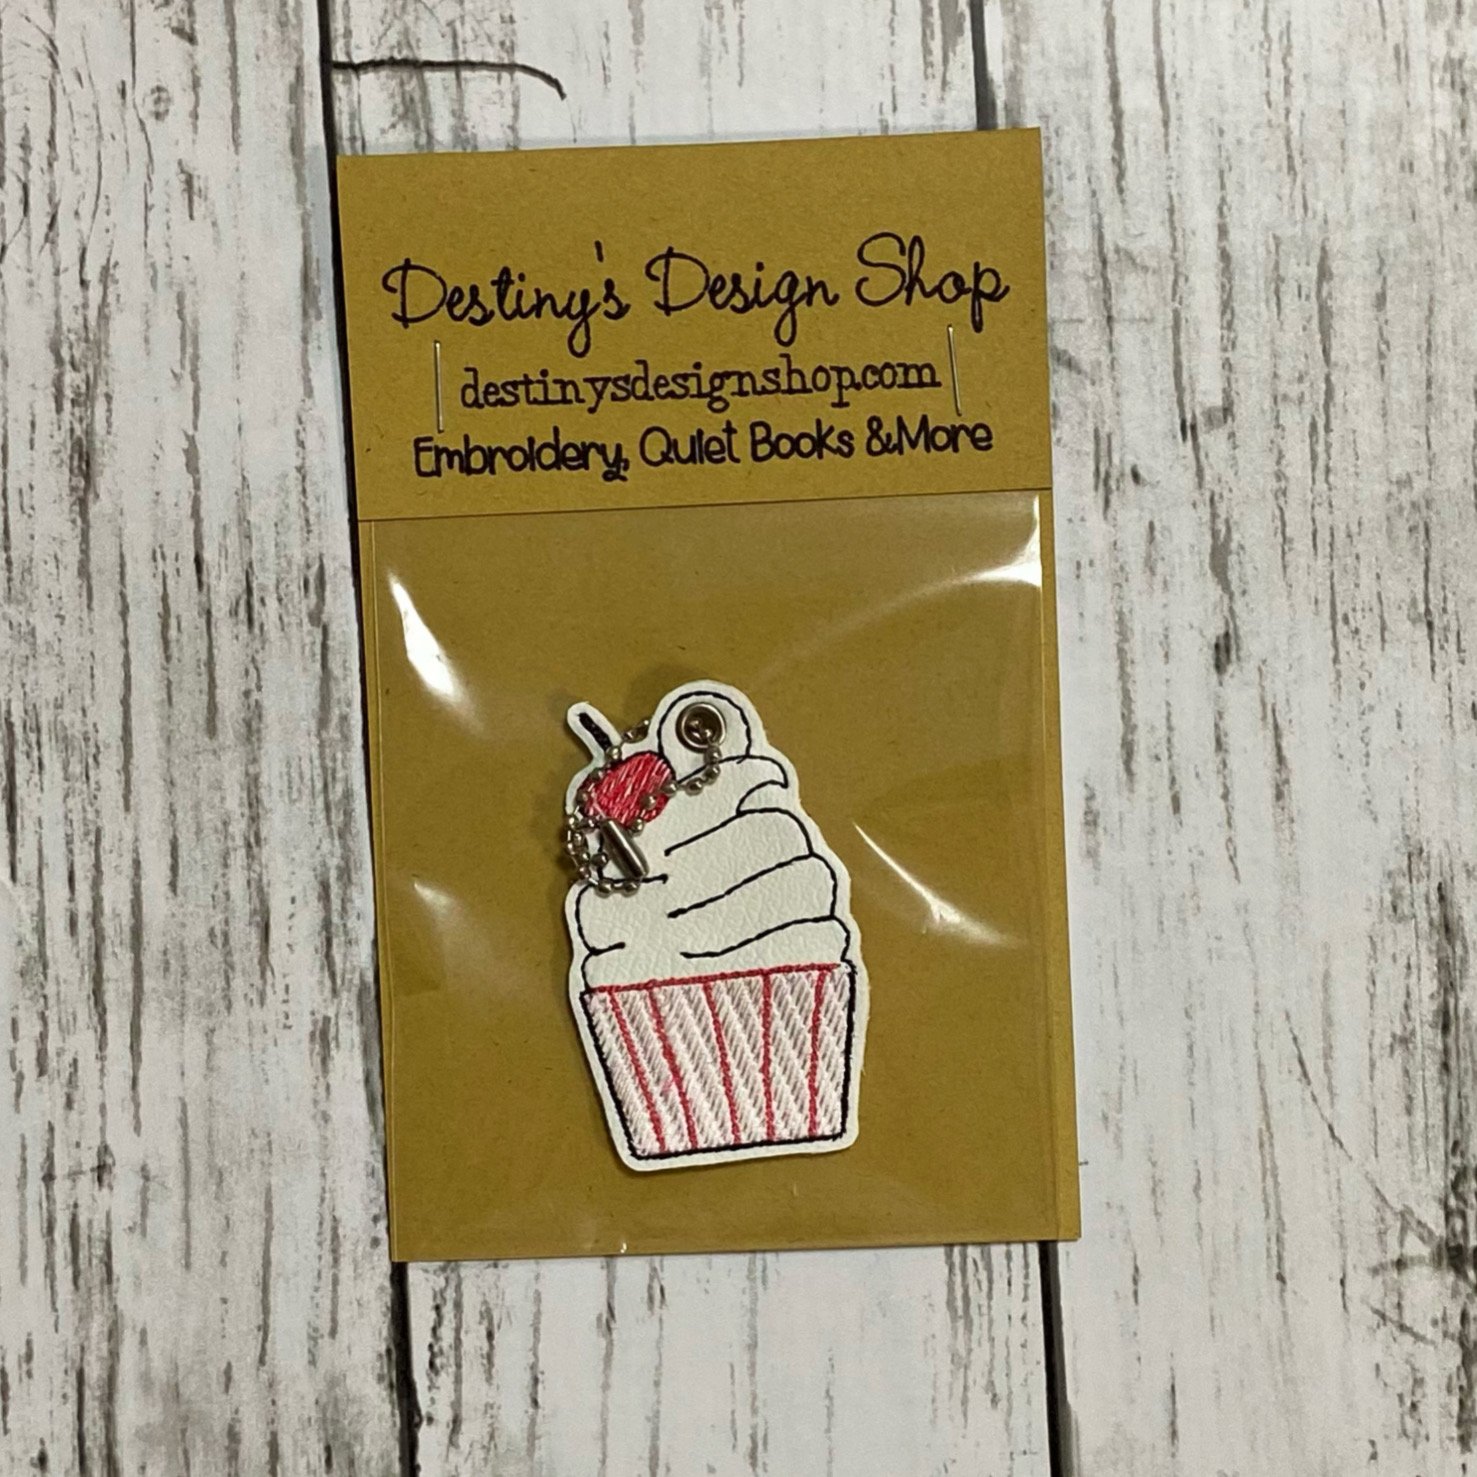 Destiny's Design Shop
destinysdesignshop.com
Embroidery, Quiet Books &More